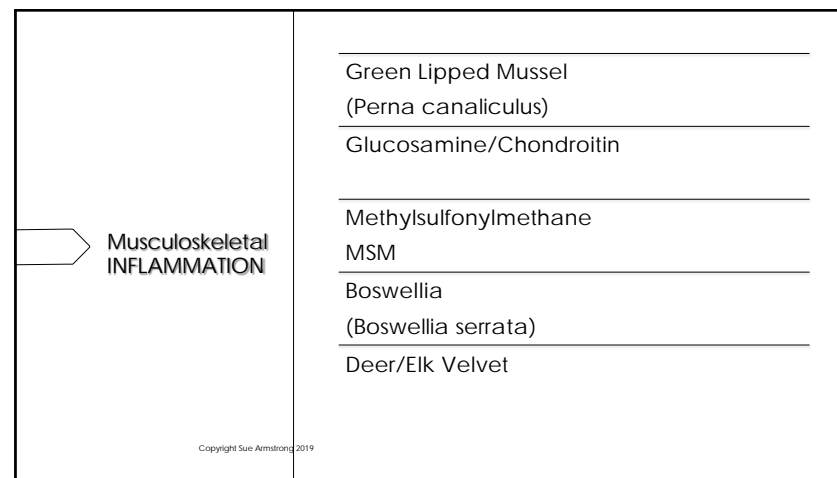 Musculoskeletal
INFLAMMATION
Green Lipped Mussel
(Perna canaliculus)
Glucosamine/Chondroitin
Methylsulfonylmethane
MSM
Boswellia
(Boswellia serrata)
Deer/Elk Velvet
Copyright Sue Armstrong 2019